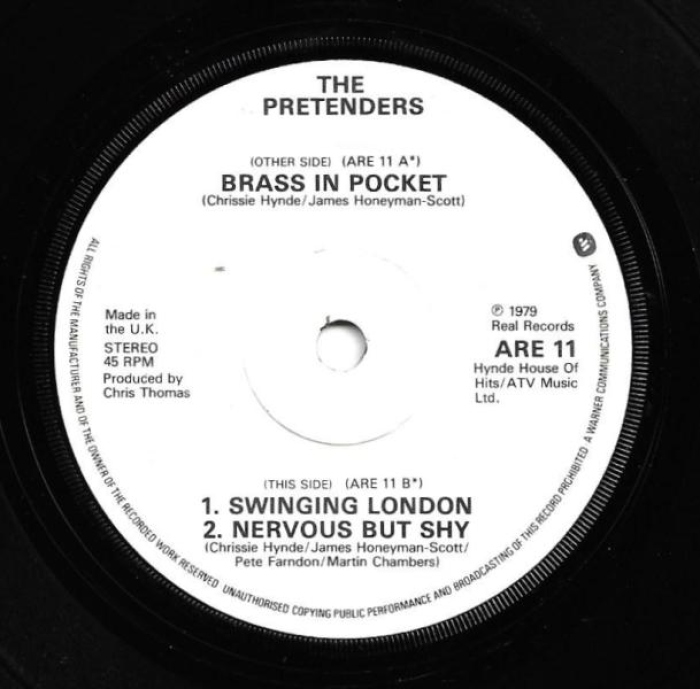 THE
PRETENDERS
(OTHER SIDE) (ARE 11 A*)
BRASS IN POCKET
(Chrissie Hynde/James Honeyman-Scott)
Made in
the U.K.
STEREO
45 RPM
Produced by
Chris Thomas
℗ 1979
Real Records
ARE 11
Hynde House Of
Hits/ATV Music
Ltd.
(THIS SIDE) (ARE 11 B*)
1. SWINGING LONDON
2. NERVOUS BUT SHY
(Chrissie Hynde/James Honeyman-Scott/
Pete Farndon/Martin Chambers)
ALL RIGHTS OF THE MANUFACTURER AND OF THE OWNER OF THE RECORDED WORK RESERVED UNAUTHORISED COPYING PUBLIC PERFORMANCE AND BROADCASTING OF THIS RECORD PROHIBITED A WARNER COMMUNICATIONS COMPANY